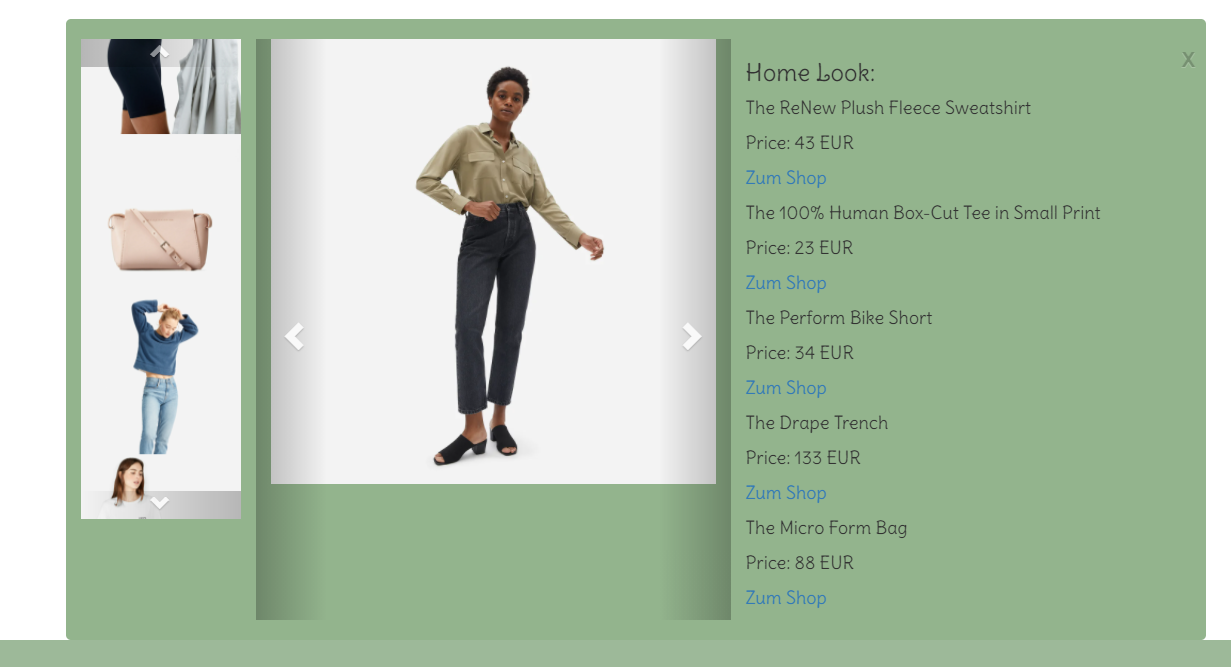 X
Home Look:
The ReNew Plush Fleece Sweatshirt
Price: 43 EUR
Zum Shop
The 100% Human Box-Cut Tee in Small Print
Price: 23 EUR
Zum Shop
The Perform Bike Short
Price: 34 EUR
Zum Shop
The Drape Trench
Price: 133 EUR
Zum Shop
The Micro Form Bag
Price: 88 EUR
Zum Shop